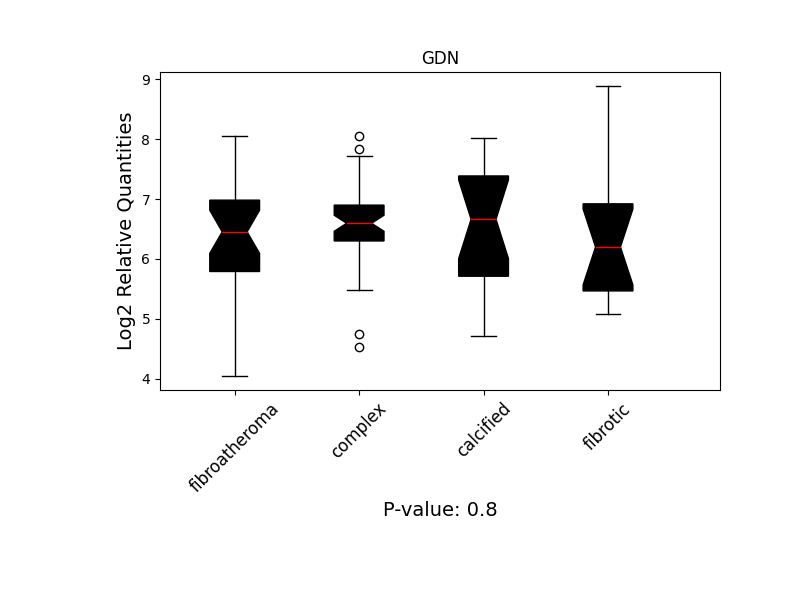 GDN
Log2 Relative Quantities
9
8
7
6
5
4
fibroatheroma
complex
calcified
fibrotic
P-value: 0.8